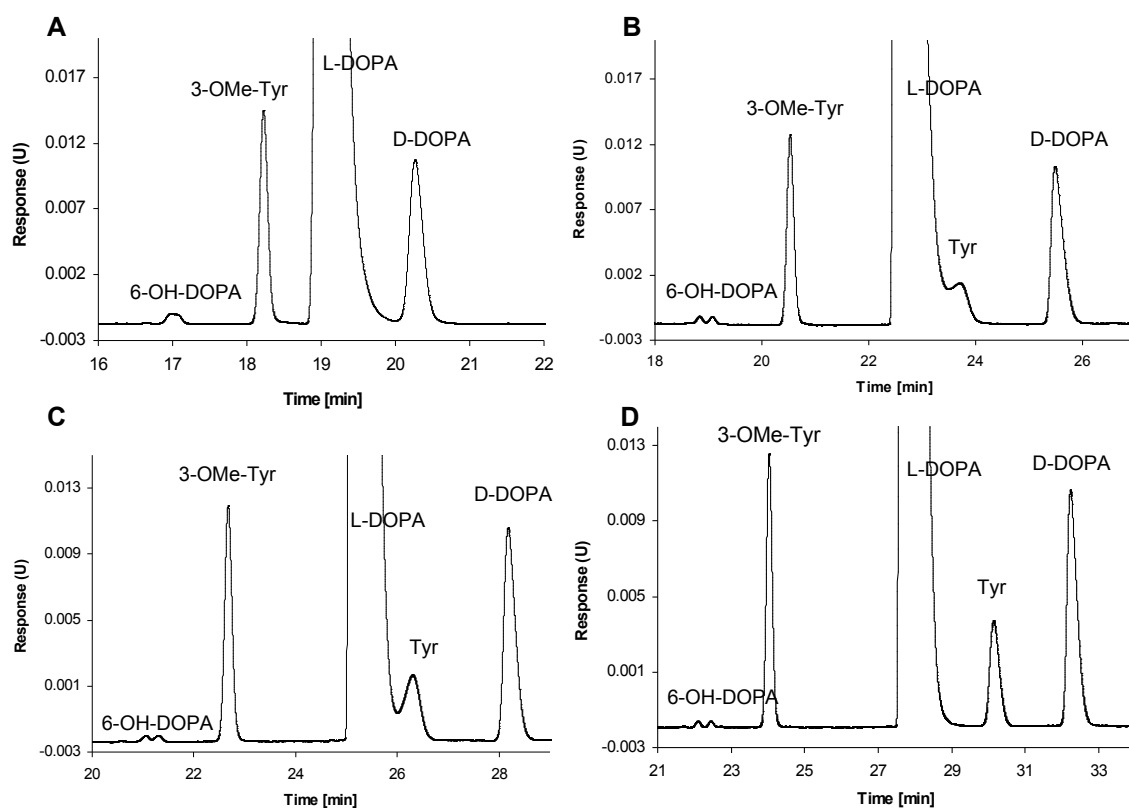 A
0.017
0.012
0.007
0.002
-0.003
Response (U)
3-OMe-Tyr
L-DOPA
D-DOPA
6-OH-DOPA
16 17 18 19 20 21 22
Time [min]
B
0.017
0.012
0.007
0.002
-0.003
Response (U)
3-OMe-Tyr
L-DOPA
D-DOPA
Tyr
6-OH-DOPA
18 20 22 24 26
Time [min]
C
0.013
0.009
0.005
0.001
-0.003
Response (U)
3-OMe-Tyr
D-DOPA
L-DOPA
Tyr
6-OH-DOPA
20 22 24 26 28
Time [min]
D
0.013
0.009
0.005
0.001
-0.003
Response (U)
3-OMe-Tyr
L-DOPA
D-DOPA
Tyr
6-OH-DOPA
21 23 25 27 29 31 33
Time [min]